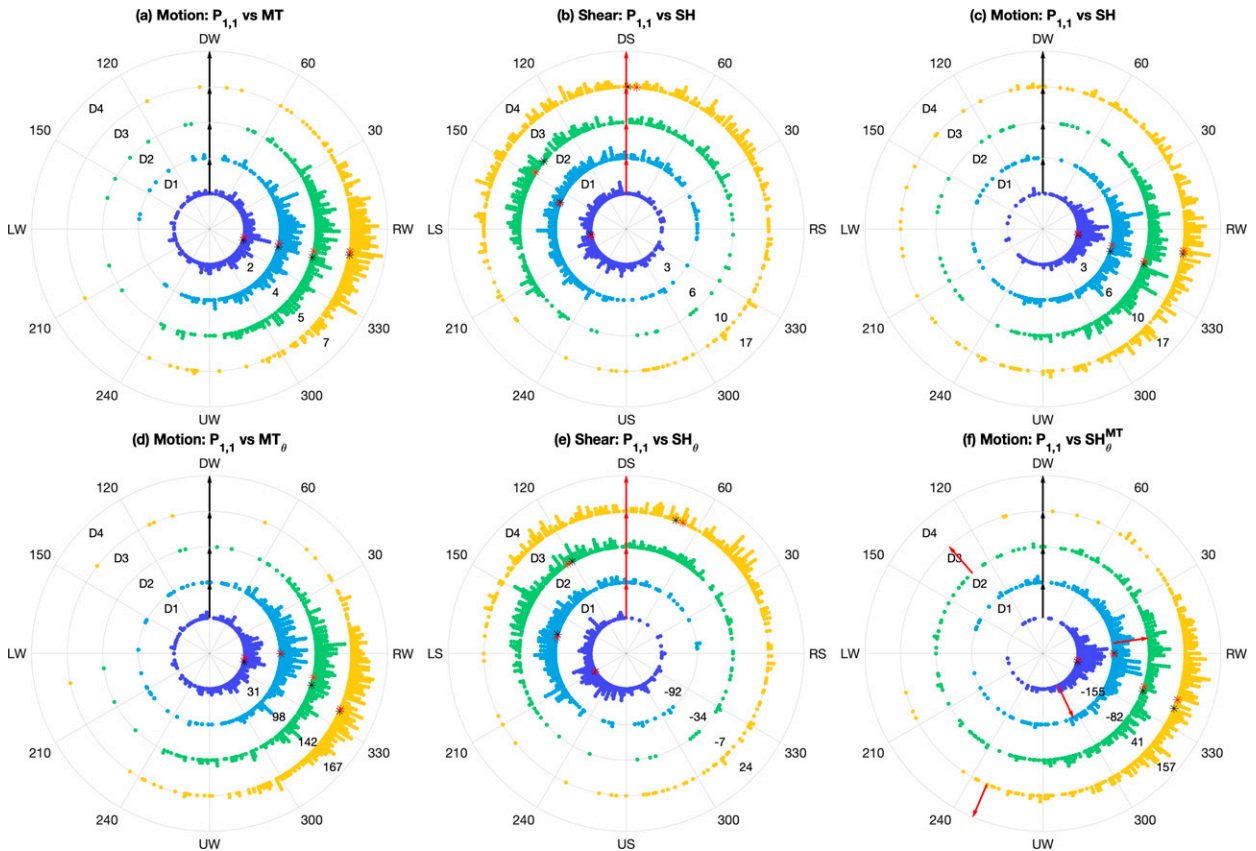 (a) Motion: P1,1 vs MT
(b) Shear: P1,1 vs SH
(c) Motion: P1,1 vs SH
DW
DS
DW
120
60
120
60
120
60
D4
D4
D4
150
D3
30
150
D3
30
150
D3
30
D2
D2
D2
D1
D1
D1
LW
RW
LS
RS
LW
RW
2
3
3
4
6
6
5
10
10
7
17
17
210
330
210
330
210
330
240
300
240
300
240
300
UW
US
UW
(d) Motion: P1,1 vs MTθ
(e) Shear: P1,1 vs SHθ
(f) Motion: P1,1 vs SHθMT
DW
DS
DW
120
60
120
60
120
60
D4
D4
D4
150
D3
30
150
D3
30
150
D3
30
D2
D2
D2
D1
D1
D1
LW
RW
LS
RS
LW
RW
31
-92
-155
98
-34
-82
142
-7
41
167
24
157
210
330
210
330
210
330
240
300
240
300
240
300
UW
US
UW